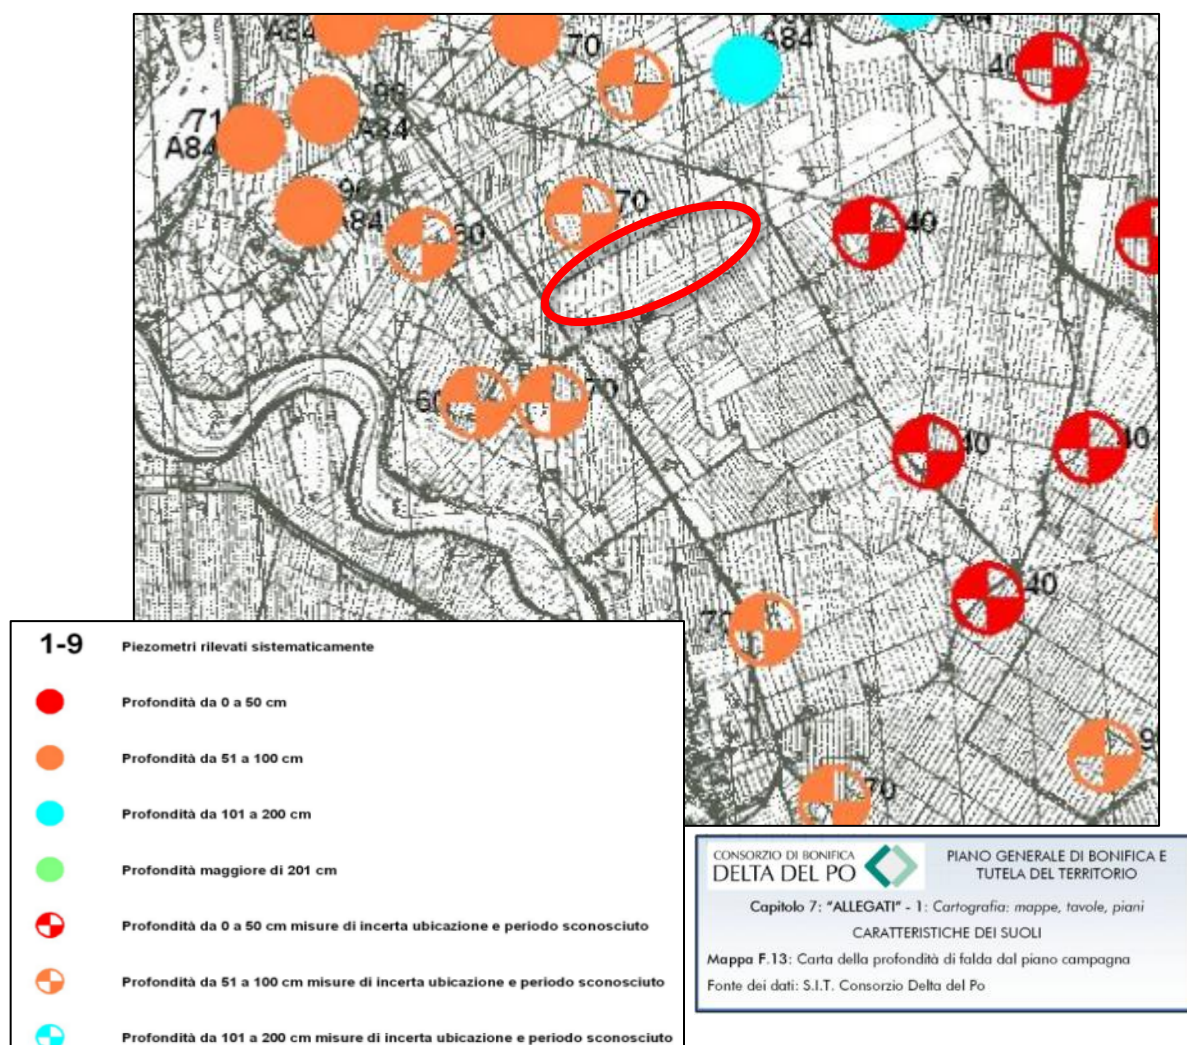 A84
70
A84
A84
40
71
A84
98
A84
96
A84
60
70
40
60
70
40
40
40
70
70
9
1-9 Piezometri rilevati sistematicamente
Profondità da 0 a 50 cm
Profondità da 51 a 100 cm
Profondità da 101 a 200 cm
Profondità maggiore di 201 cm
Profondità da 0 a 50 cm misure di incerta ubicazione e periodo sconosciuto
Profondità da 51 a 100 cm misure di incerta ubicazione e periodo sconosciuto
Profondità da 101 a 200 cm misure di incerta ubicazione e periodo sconosciuto
CONSORZIO DI BONIFICA
DELTA DEL PO
PIANO GENERALE DI BONIFICA E
TUTELA DEL TERRITORIO
Capitolo 7: "ALLEGATI" - 1: Cartografia: mappe, tavole, piani
CARATTERISTICHE DEI SUOLI
Mappa F.13: Carta della profondità di falda dal piano campagna
Fonte dei dati: S.I.T. Consorzio Delta del Po